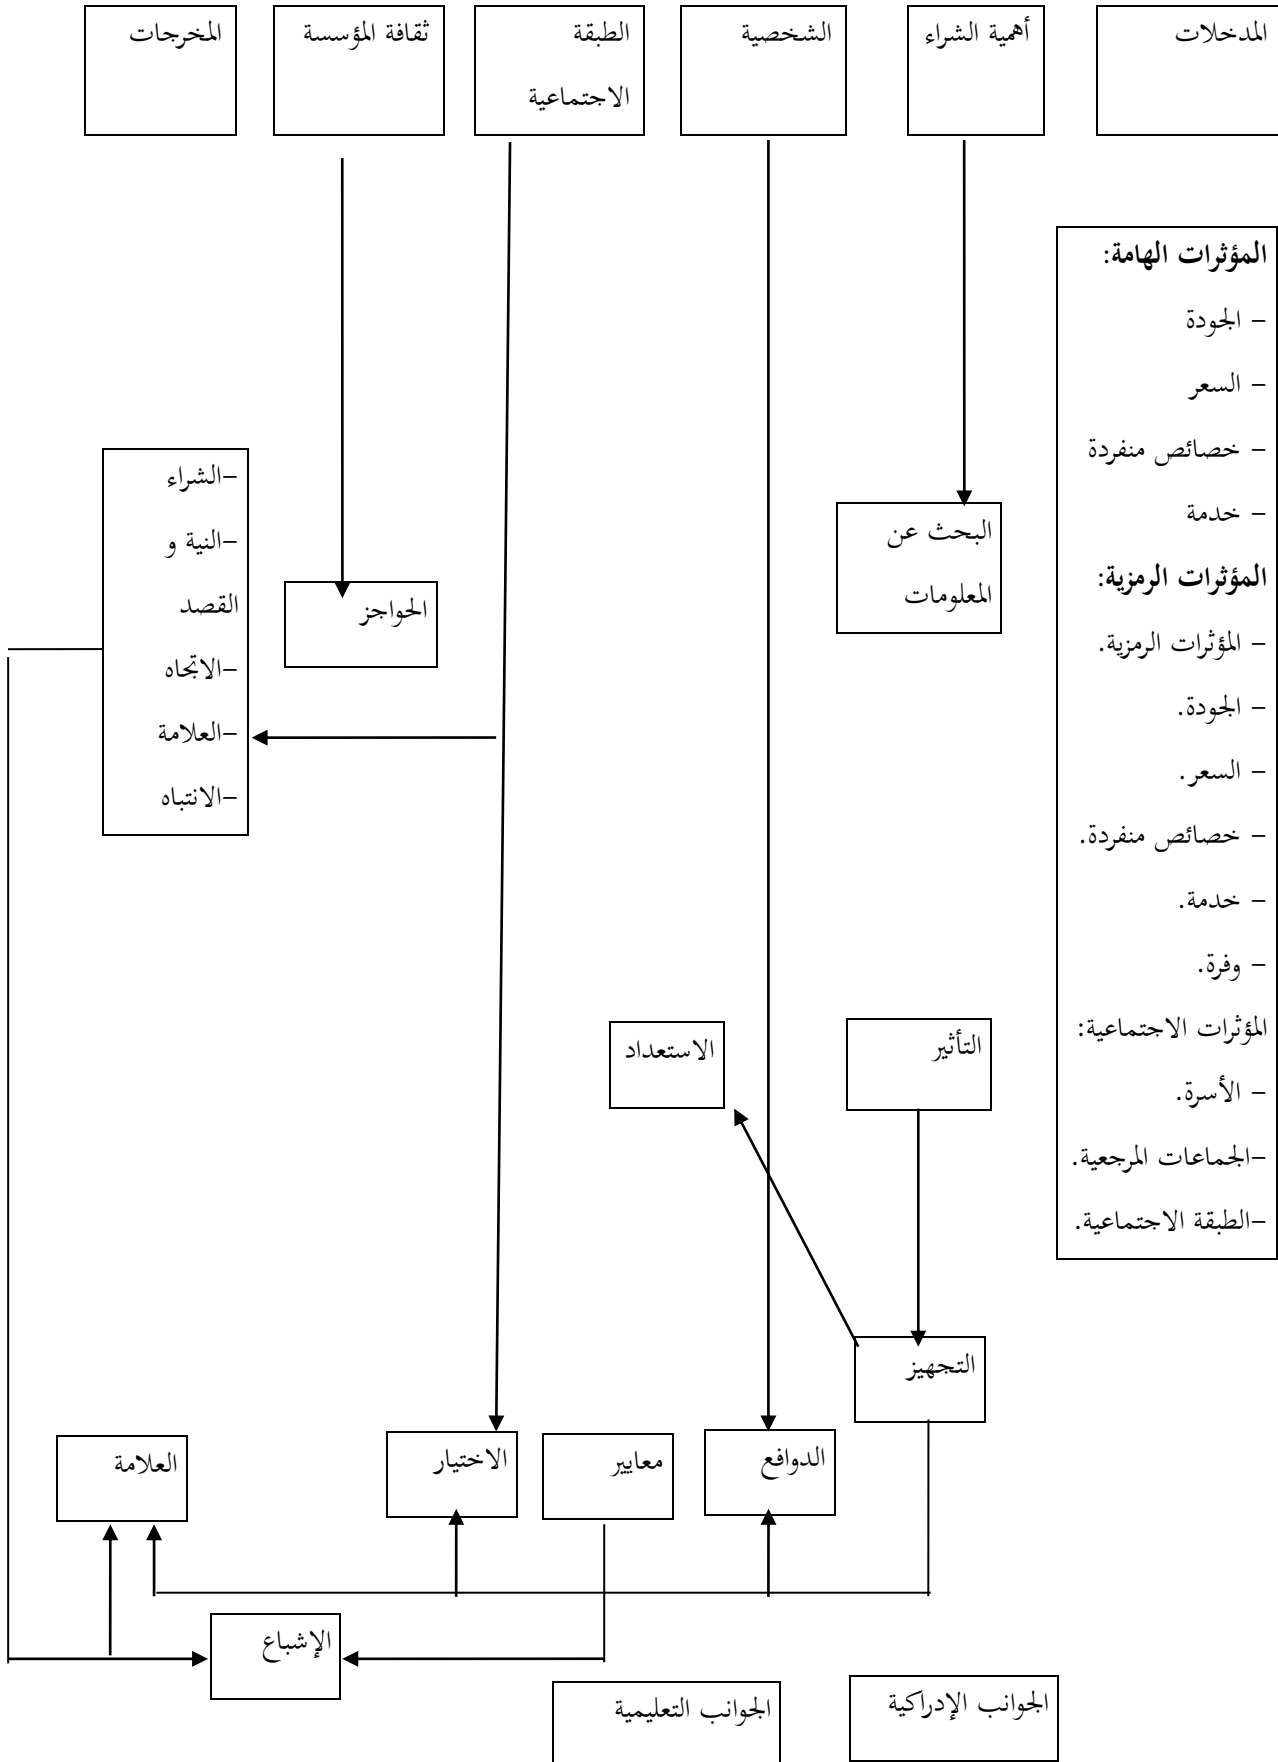 المدخلات
أهمية الشراء
الشخصية
الطبقة
الاجتماعية
ثقافة المؤسسة
المخرجات
المؤثرات الهامة:
- الجودة
- السعر
- خصائص منفردة
- خدمة
المؤثرات الرمزية:
- المؤثرات الرمزية.
- الجودة.
- السعر.
- خصائص منفردة.
- خدمة.
- وفرة.
المؤثرات الاجتماعية:
- الأسرة.
-الجماعات المرجعية.
-الطبقة الاجتماعية.
البحث عن
المعلومات
الحواجز
-الشراء
-النية و
القصد
-الاتجاه
-العلامة
-الانتباه
التأثير
الاستعداد
التجهيز
الدوافع
معايير
الاختيار
العلامة
الإشباع
الجوانب الإدراكية
الجوانب التعليمية